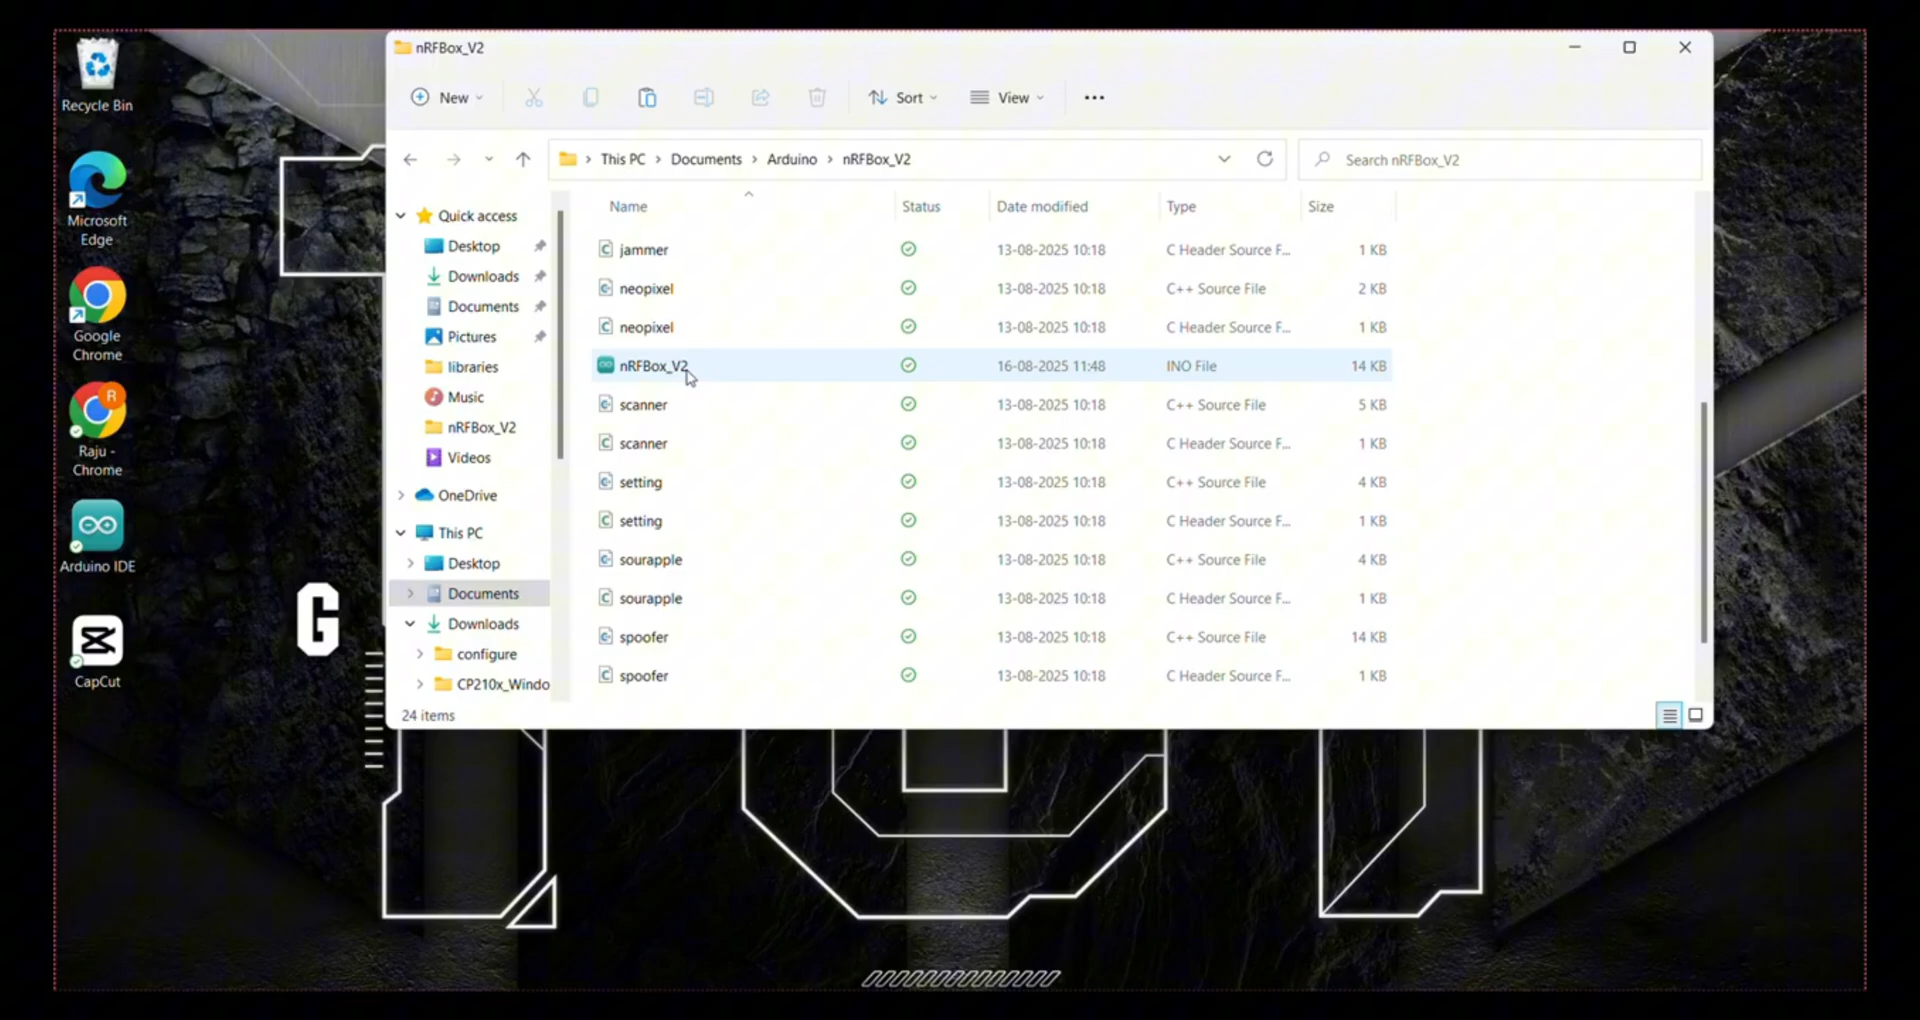 Recycle Bin
Microsoft
Edge
Google
Chrome
R
Raju -
Chrome
Arduino IDE
CapCut
G
nRFBox_V2
New
Sort
View
This PC > Documents > Arduino > nRFBox_V2
Search nRFBox_V2
Quick access
Desktop
Downloads
Documents
Pictures
libraries
Music
nRFBox_V2
Videos
OneDrive
This PC
Desktop
Documents
Downloads
configure
CP210x_Windo
Name Status Date modified Type Size
jammer 13-08-2025 10:18 C Header Source F... 1 KB
neopixel 13-08-2025 10:18 C++ Source File 2 KB
neopixel 13-08-2025 10:18 C Header Source F... 1 KB
nRFBox_V2 16-08-2025 11:48 INO File 14 KB
scanner 13-08-2025 10:18 C++ Source File 5 KB
scanner 13-08-2025 10:18 C Header Source F... 1 KB
setting 13-08-2025 10:18 C++ Source File 4 KB
setting 13-08-2025 10:18 C Header Source F... 1 KB
sourapple 13-08-2025 10:18 C++ Source File 4 KB
sourapple 13-08-2025 10:18 C Header Source F... 1 KB
spoofer 13-08-2025 10:18 C++ Source File 14 KB
spoofer 13-08-2025 10:18 C Header Source F... 1 KB
24 items